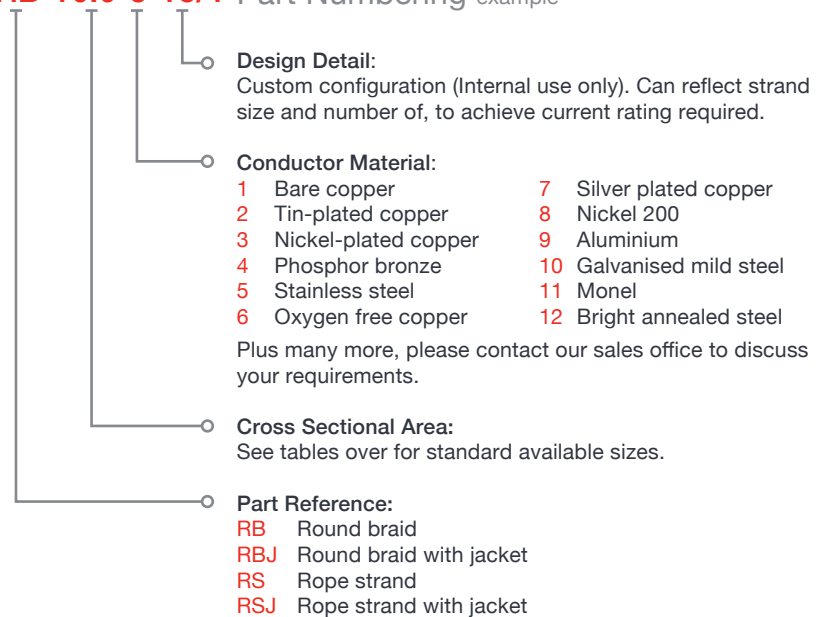 Part Numbering example
Design Detail:
Custom configuration (Internal use only). Can reflect strand
size and number of, to achieve current rating required.
Conductor Material:
1 Bare copper
2 Tin-plated copper
3 Nickel-plated copper
4 Phosphor bronze
5 Stainless steel
6 Oxygen free copper
7 Silver plated copper
8 Nickel 200
9 Aluminium
10 Galvanised mild steel
11 Monel
12 Bright annealed steel
Plus many more, please contact our sales office to discuss
your requirements.
Cross Sectional Area:
See tables over for standard available sizes.
Part Reference:
RB Round braid
RBJ Round braid with jacket
RS Rope strand
RSJ Rope strand with jacket